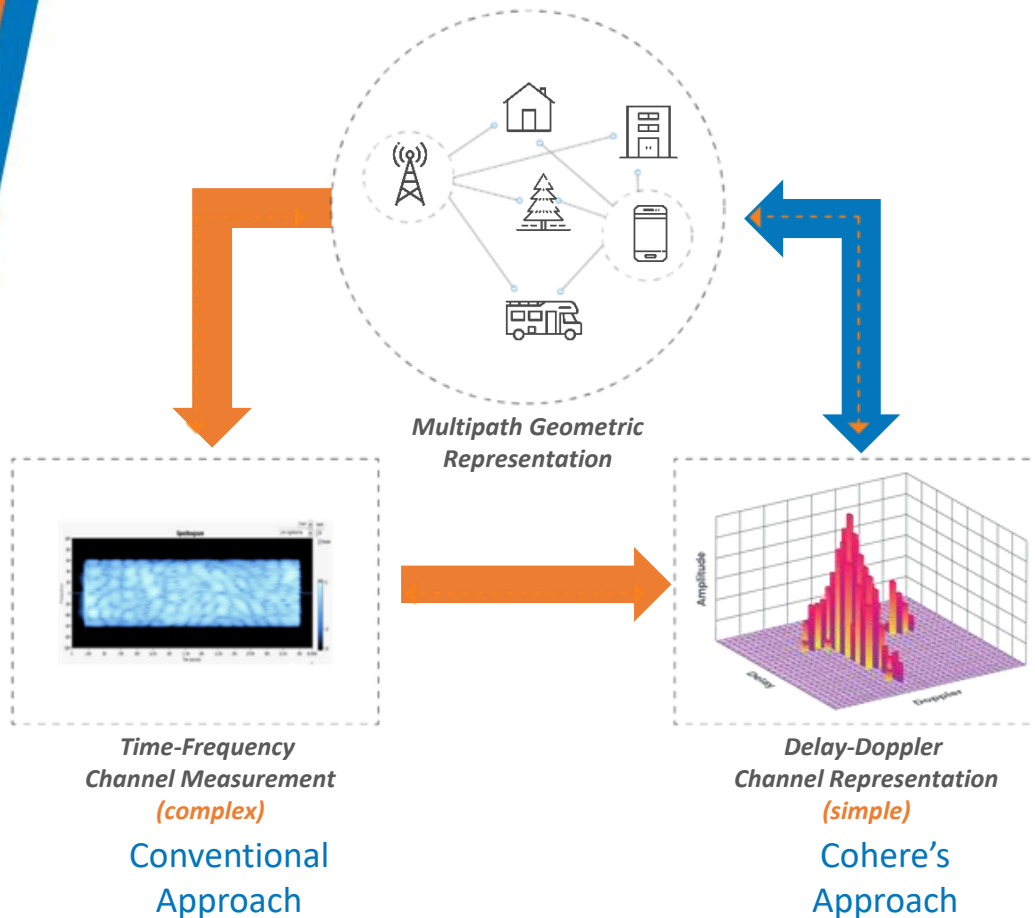 Multipath Geometric
Representation
Spectrogram
Amplitude
Delay
Doppler
Time-Frequency
Channel Measurement
(complex)
Conventional
Approach
Delay-Doppler
Channel Representation
(simple)
Cohere's
Approach